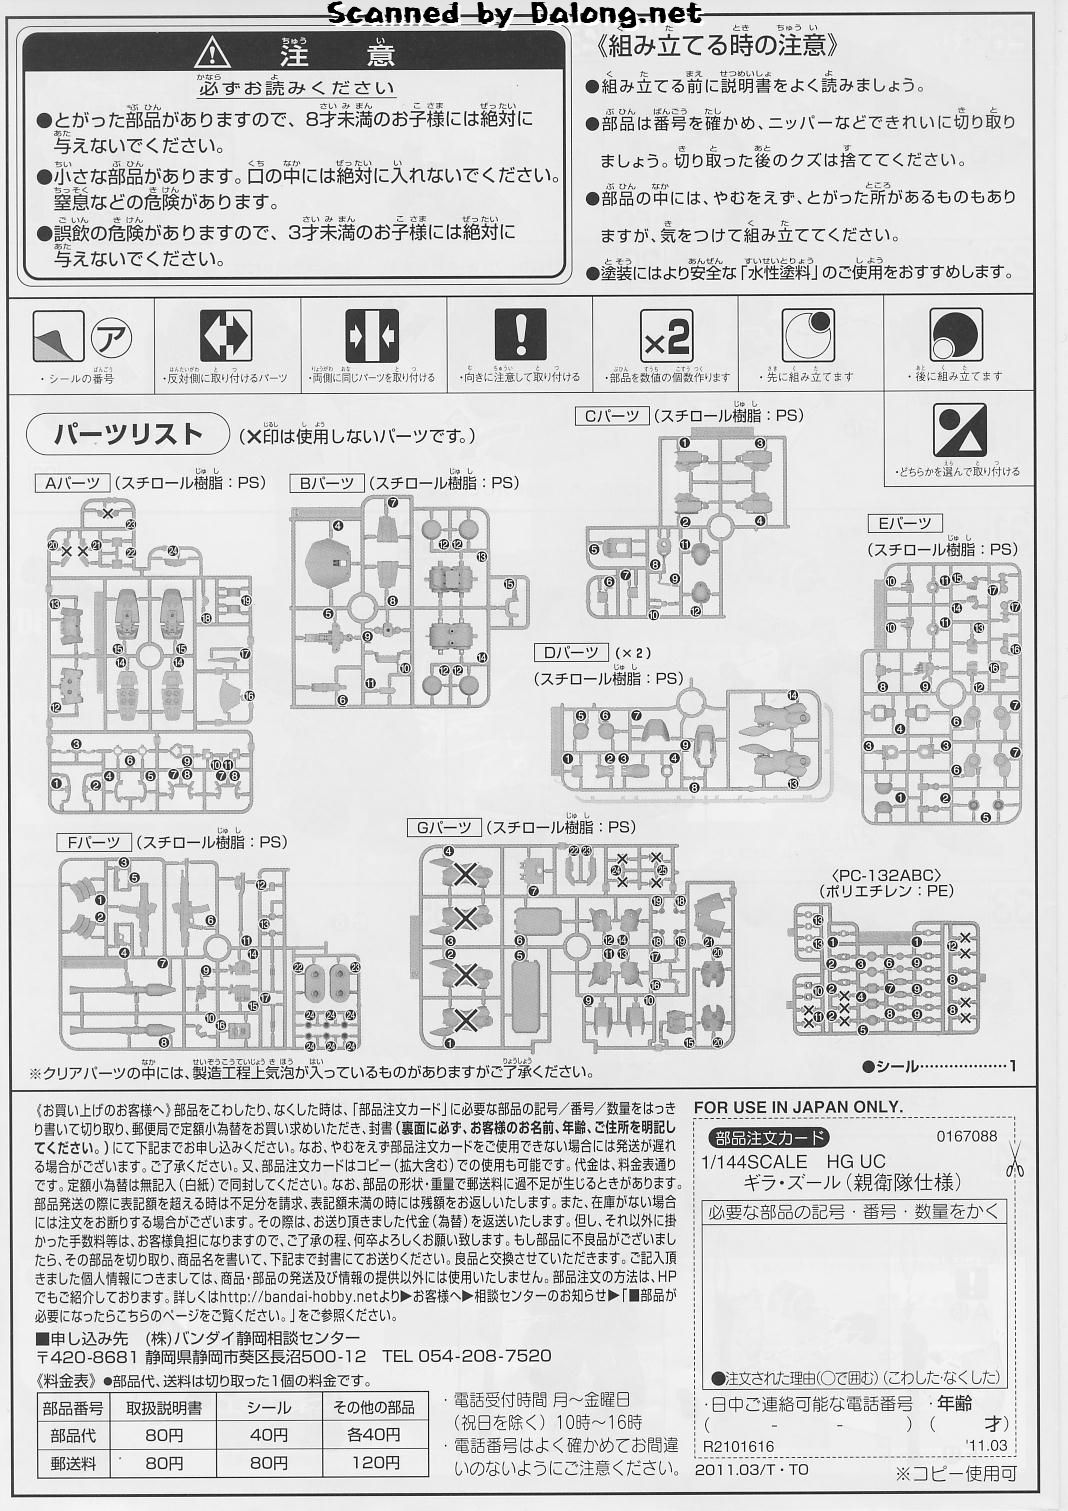 Scanned by Dalong.net
注意
必ずお読みください
●とがった部品がありますので、8才未満のお子様には絶対に
与えないでください。
●小さな部品があります。口の中には絶対に入れないでください。
窒息などの危険があります。
●誤飲の危険がありますので、3才未満のお子様には絶対に
与えないでください。
《組み立てる時の注意》
●組み立てる前に説明書をよく読みましょう。
●部品は番号を確かめ、ニッパーなどできれいに切り取り
ましょう。切り取った後のクズは捨ててください。
●部品の中には、やむをえず、とがった所があるものもあり
ますが、気をつけて組み立ててください。
●塗装にはより安全な「水性塗料」のご使用をおすすめします。
ア
×2
・シールの番号
・反対側に取り付けるパーツ
・両側に同じパーツを取り付ける
・向きに注意して取り付ける
・部品を数値の個数作ります
・先に組み立てます
・後に組み立てます
・どちらかを選んで取り付ける
パーツリスト
(×印は使用しないパーツです。)
Aパーツ (スチロール樹脂:PS)
Bパーツ (スチロール樹脂:PS)
Cパーツ (スチロール樹脂:PS)
Dパーツ (×2)
(スチロール樹脂:PS)
Eパーツ
(スチロール樹脂:PS)
Fパーツ (スチロール樹脂:PS)
Gパーツ (スチロール樹脂:PS)
〈PC-132ABC〉
(ポリエチレン:PE)
※クリアパーツの中には、製造工程上気泡が入っているものがありますがご了承ください。
●シール………………1
《お買い上げのお客様へ》部品をこわしたり、なくした時は、「部品注文カード」に必要な部品の記号/番号/数量をはっき
り書いて切り取り、郵便局で定額小為替をお買い求めいただき、封書(裏面に必ず、お客様のお名前、年齢、ご住所を明記し
てください。)にて下記までお申し込みください。なお、やむをえず部品注文カードをご使用できない場合には発送が遅れ
る場合がございます。ご了承ください。又、部品注文カードはコピー(拡大含む)での使用も可能です。代金は、料金表通り
です。定額小為替は無記入(白紙)で同封してください。なお、部品の形状・重量で郵送料に過不足が生じるときがあります。
部品発送の際に表記額を超える時は不足分を請求、表記額未満の時には残額をお返しいたします。また、在庫がない場合
には注文をお断りする場合がございます。その際は、お送り頂きました代金(為替)を返送いたします。但し、それ以外に掛
かった手数料等は、お客様負担になりますので、ご了承の程、何卒よろしくお願い致します。もし部品に不良品がございまし
たら、その部品を切り取り、商品名を書いて、下記まで封書にてお送りください。良品と交換させていただきます。ご記入頂
きました個人情報につきましては、商品・部品の発送及び情報の提供以外には使用いたしません。部品注文の方法は、HP
でもご紹介しております。詳しくはhttp://bandai-hobby.netより▶お客様へ▶相談センターのお知らせ▶「■部品が
必要になったらこちらのページをご覧ください。」をご参照ください。
■申し込み先 (株)バンダイ静岡相談センター
〒420-8681 静岡県静岡市葵区長沼500-12 TEL 054-208-7520
《料金表》●部品代、送料は切り取った1個の料金です。
部品番号 取扱説明書 シール その他の部品
部品代 80円 40円 各40円
郵送料 80円 80円 120円
・電話受付時間 月〜金曜日
(祝日を除く)10時〜16時
・電話番号はよく確かめてお間違
いのないようにご注意ください。
FOR USE IN JAPAN ONLY.
部品注文カード 0167088
1/144SCALE HG UC
ギラ・ズール(親衛隊仕様)
必要な部品の記号・番号・数量をかく
●注文された理由(○で囲む)(こわした・なくした)
・日中ご連絡可能な電話番号 ・年齢
( - - ) ( 才)
R2101616 '11.03
2011.03/T・TO ※コピー使用可